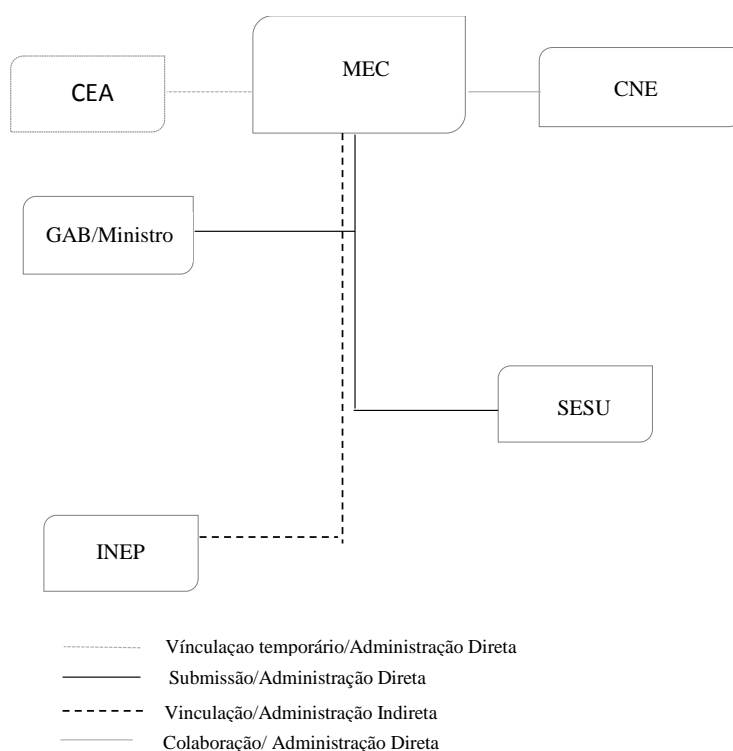 MEC
CEA
CNE
GAB/Ministro
SESU
INEP
Vínculaçao temporário/Administração Direta
Submissão/Administração Direta
Vinculação/Administração Indireta
Colaboração/ Administração Direta